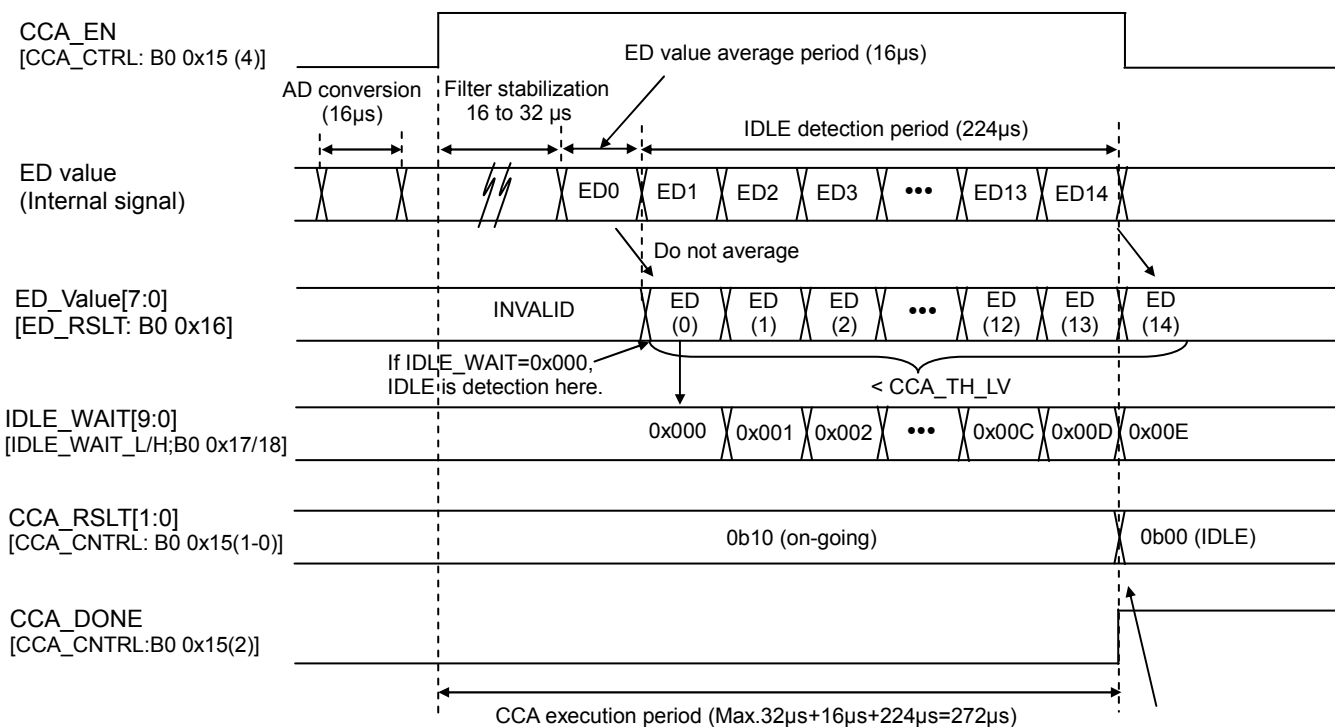 CCA_EN
[CCA_CTRL: B0 0x15 (4)]
ED value average period (16µs)
AD conversion
(16µs)
Filter stabilization
16 to 32 µs
IDLE detection period (224µs)
ED value
(Internal signal)
ED0 ED1 ED2 ED3 ••• ED13 ED14
Do not average
ED_Value[7:0]
[ED_RSLT: B0 0x16]
INVALID
ED
(0)
ED
(1)
ED
(2)
•••
ED
(12)
ED
(13)
ED
(14)
If IDLE_WAIT=0x000,
IDLE is detection here.
< CCA_TH_LV
IDLE_WAIT[9:0]
[IDLE_WAIT_L/H;B0 0x17/18]
0x000 0x001 0x002 ••• 0x00C 0x00D 0x00E
CCA_RSLT[1:0]
[CCA_CNTRL: B0 0x15(1-0)]
0b10 (on-going)
0b00 (IDLE)
CCA_DONE
[CCA_CNTRL:B0 0x15(2)]
CCA execution period (Max.32µs+16µs+224µs=272µs)